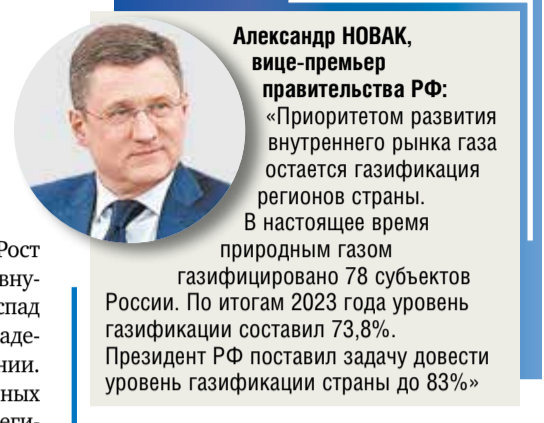 Александр НОВАК,
вице-премьер
правительства РФ:
«Приоритетом развития
внутреннего рынка газа
остается газификация
регионов страны.
В настоящее время
природным газом
газифицировано 78 субъектов
России. По итогам 2023 года уровень
газификации составил 73,8%.
Президент РФ поставил задачу довести
уровень газификации страны до 83%»
Рост
вну-
спад
аде-
нии.
ных